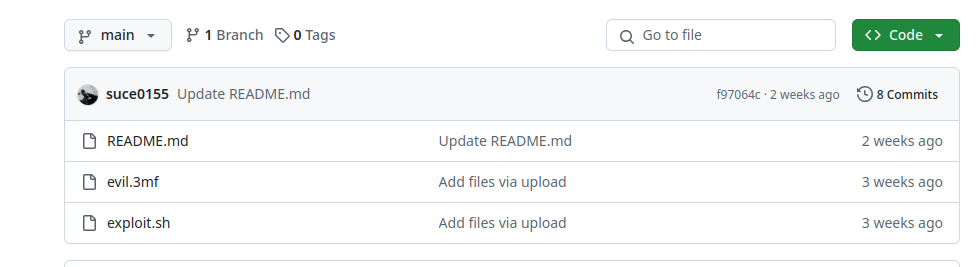 main 1 Branch 0 Tags Go to file Code
suce0155 Update README.md f97064c · 2 weeks ago 8 Commits
README.md Update README.md 2 weeks ago
evil.3mf Add files via upload 3 weeks ago
exploit.sh Add files via upload 3 weeks ago